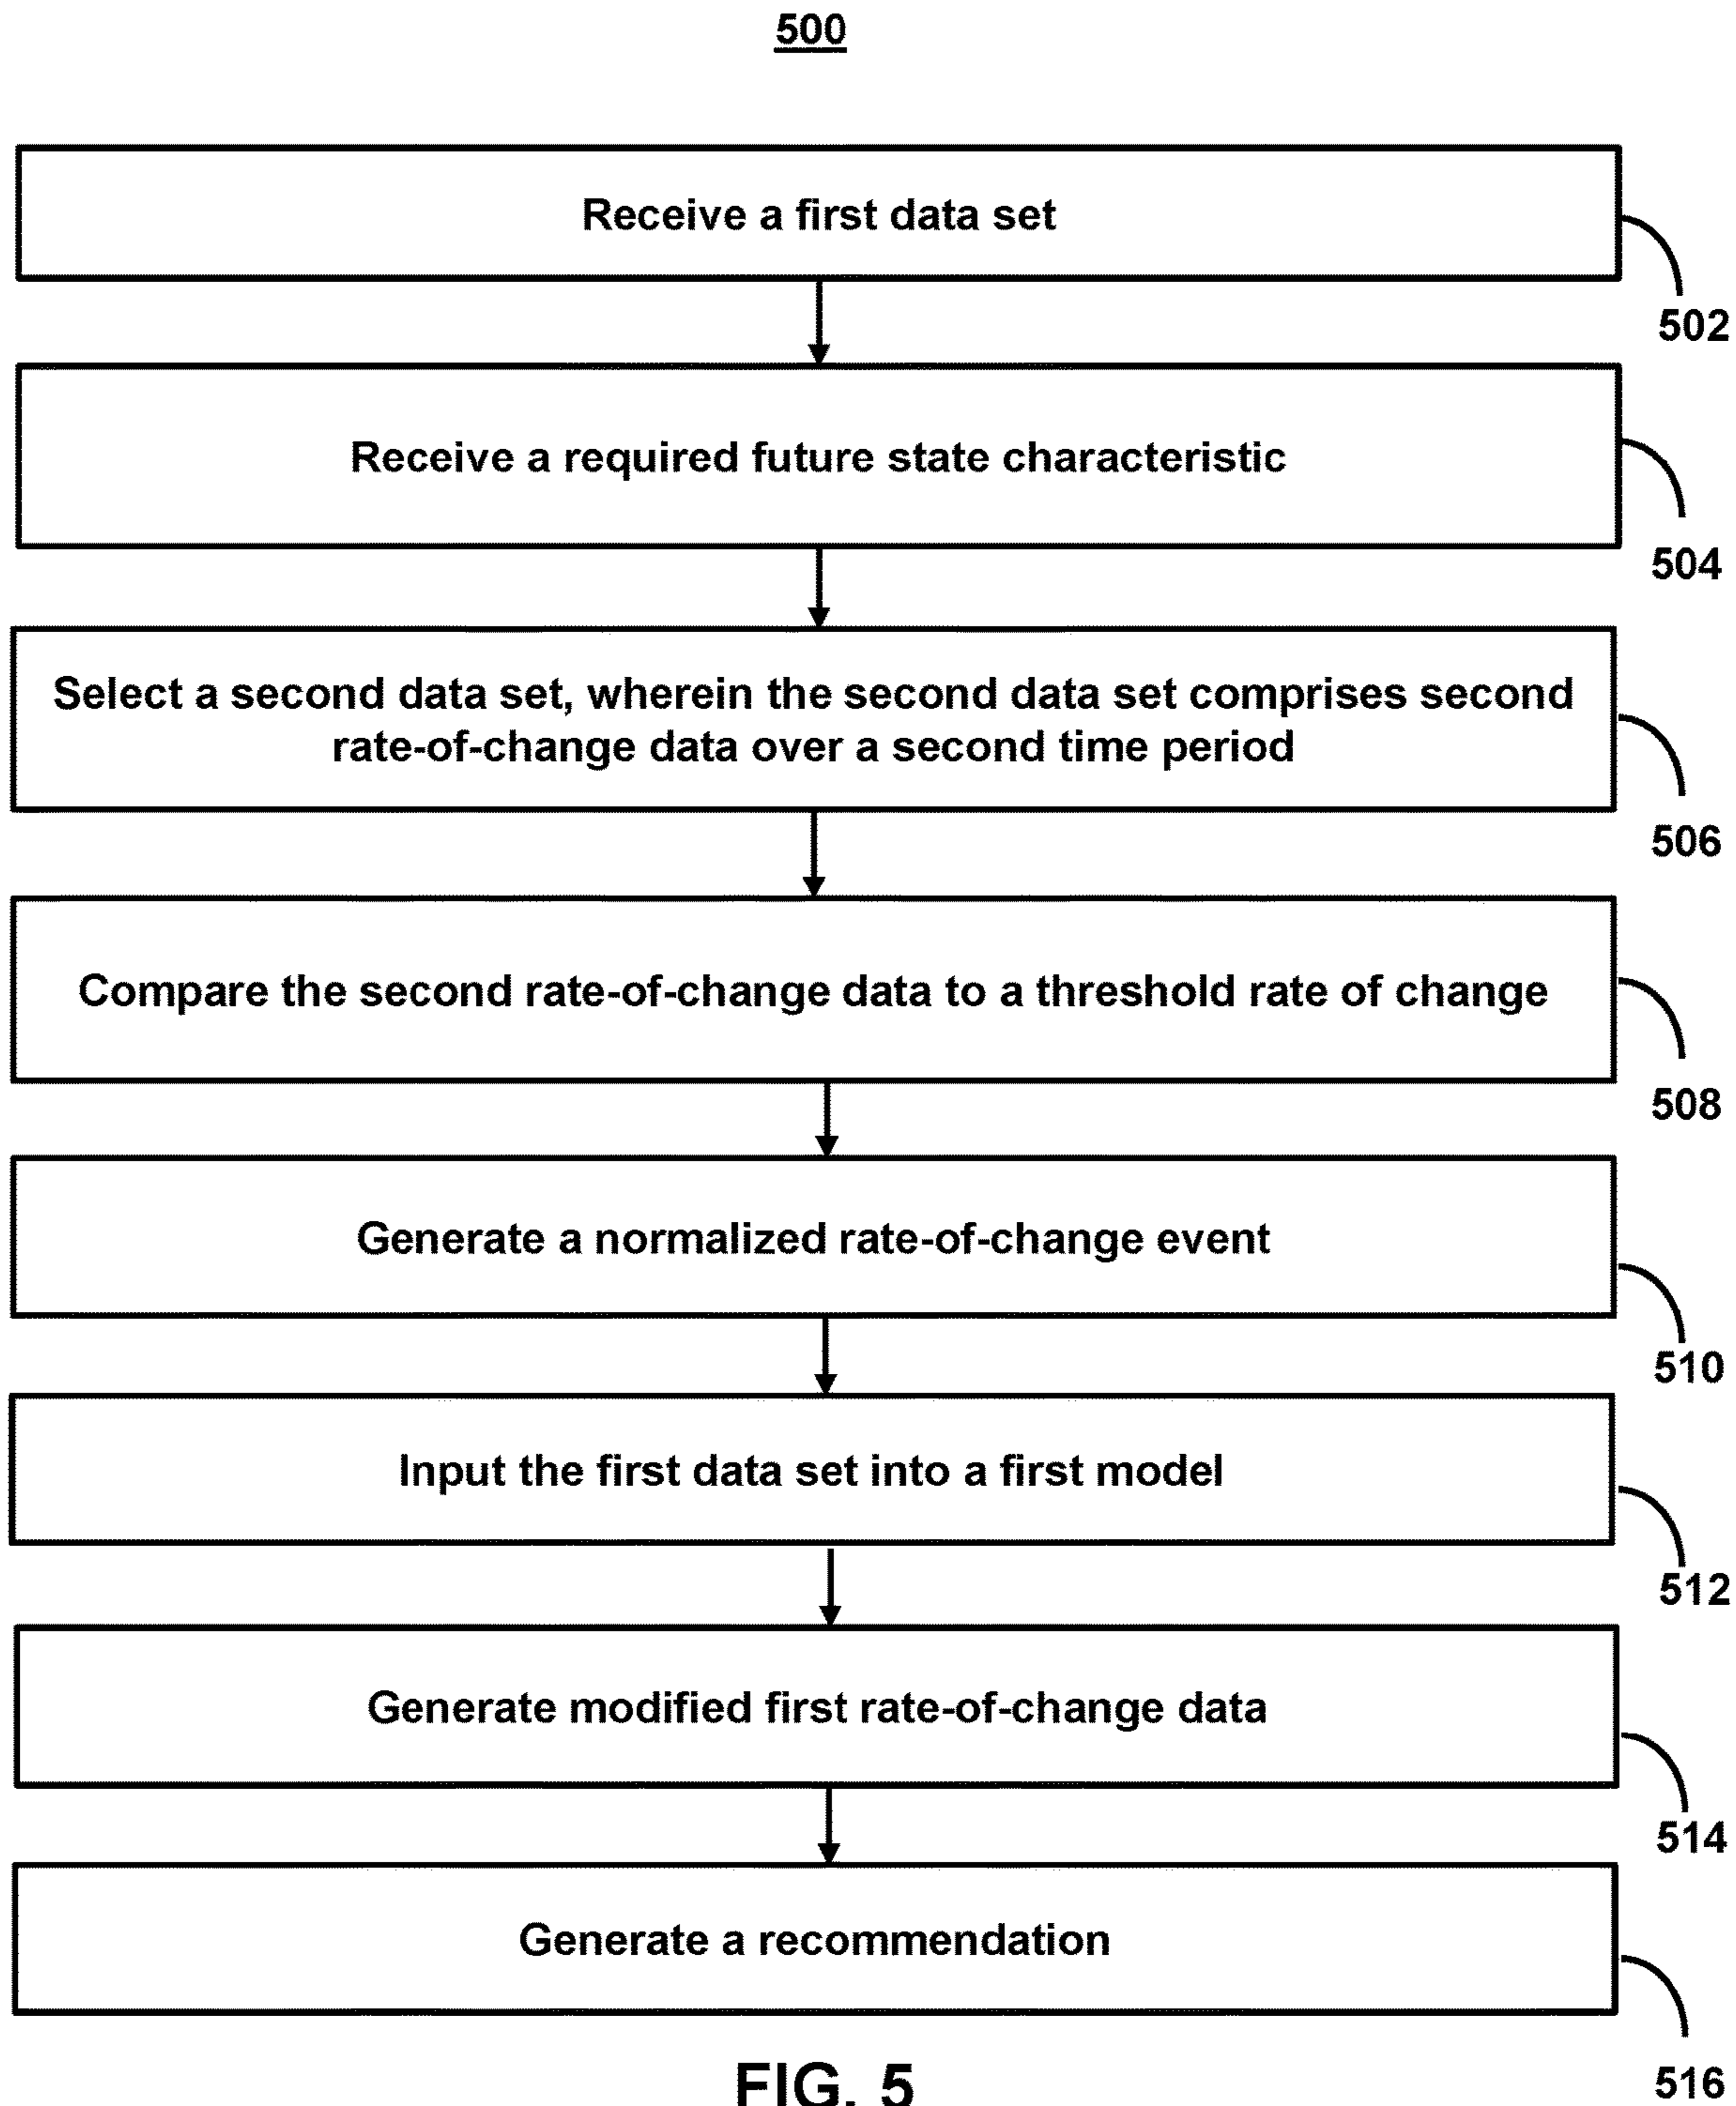 500
Receive a first data set
502
Receive a required future state characteristic
504
Select a second data set, wherein the second data set comprises second
rate-of-change data over a second time period
506
Compare the second rate-of-change data to a threshold rate of change
508
Generate a normalized rate-of-change event
510
Input the first data set into a first model
512
Generate modified first rate-of-change data
514
Generate a recommendation
516
FIG. 5